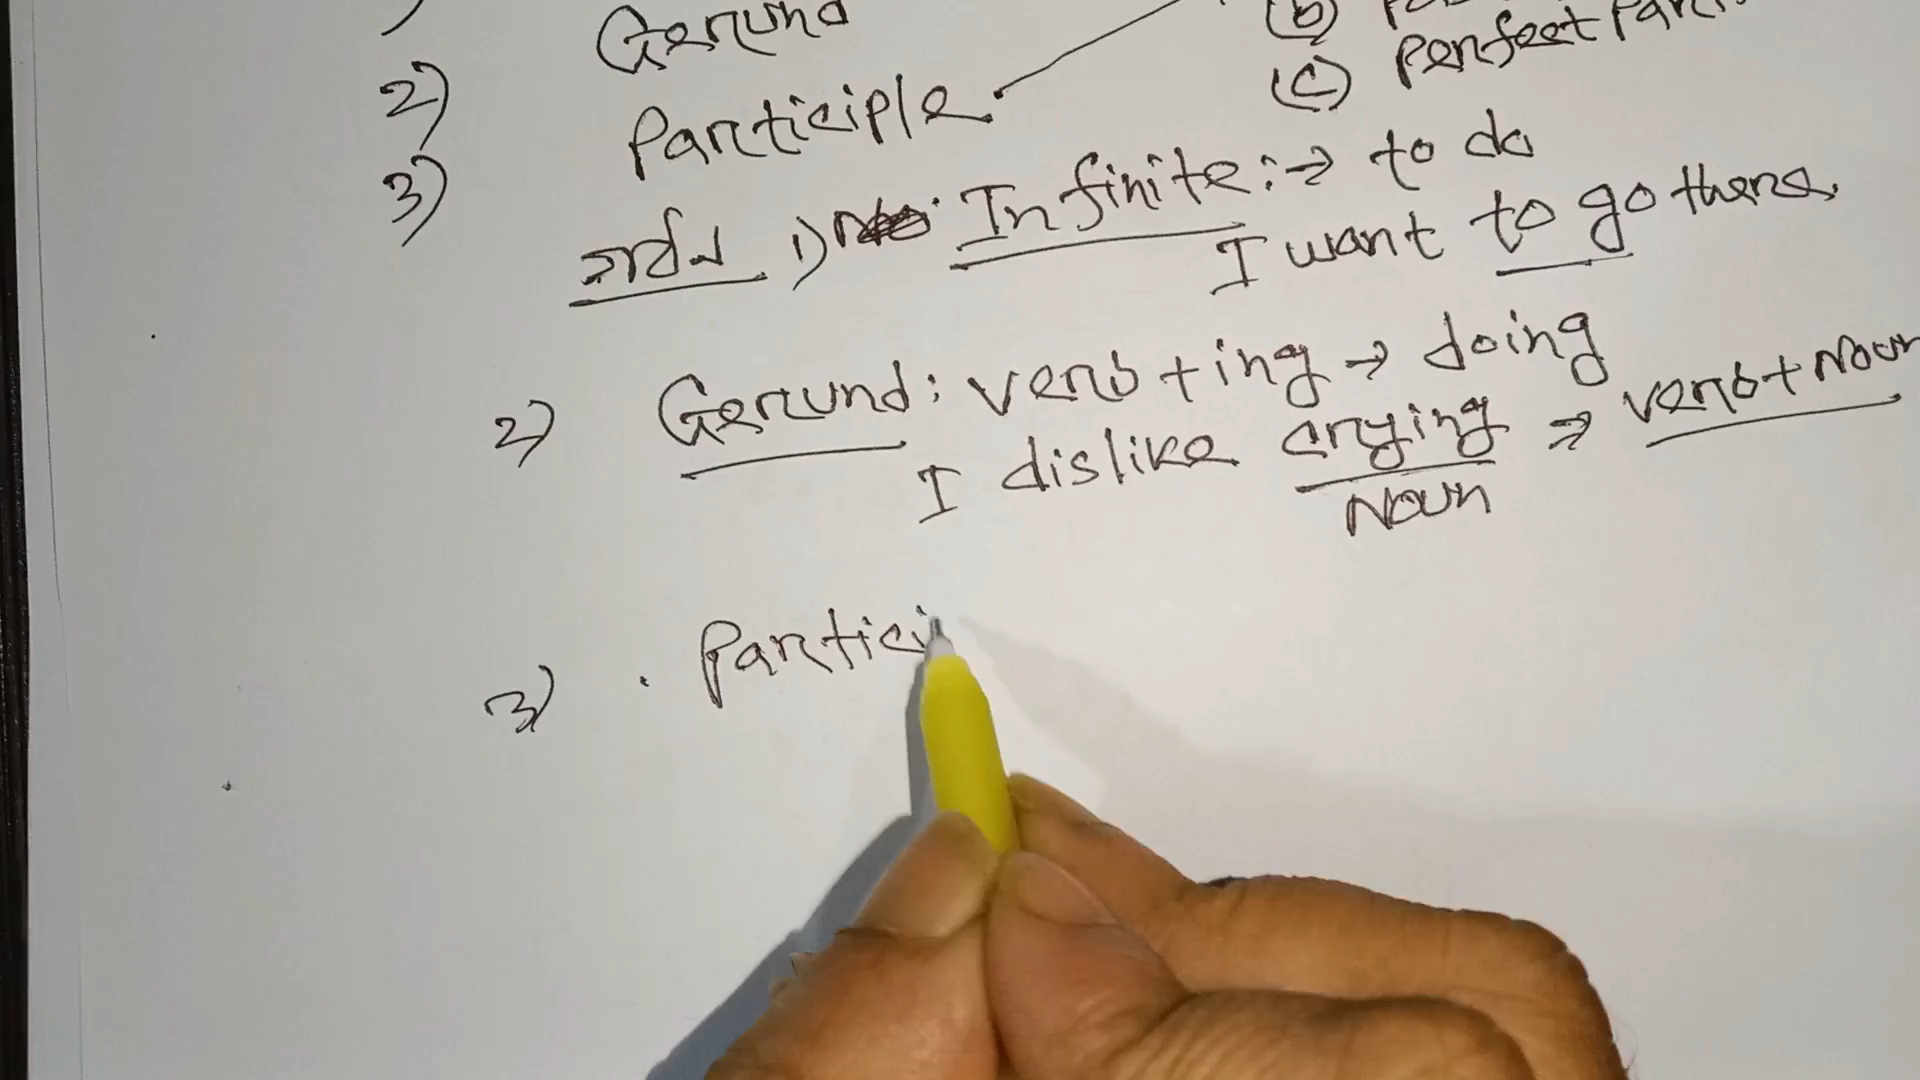 2) Gerund
3) Participle
(b)
(c) Perfect
গঠন 1) Infinite:→ to do
I want to go there.
2) Gerund: verb + ing → doing
I dislike crying ⇒ verb + Noun
Noun
3) Partici